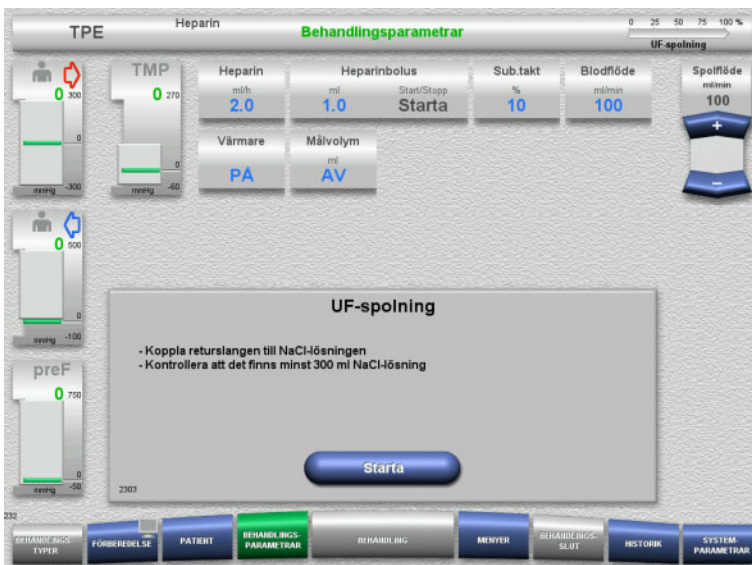 TPE
Heparin
Behandlingsparametrar
0 25 50 75 100 %
UF-spolning
0 300
0
mmHg -300
TMP
0 270
0
mmHg -60
Heparin
ml/h
2.0
Heparinbolus
ml Start/Stopp
1.0 Starta
Sub.takt
%
10
Blodflöde
ml/min
100
Spolflöde
ml/min
100
+
−
Värmare
PÅ
Målvolym
ml
AV
0 500
0
mmHg -100
preF
0 750
0
mmHg -50
UF-spolning
- Koppla returslangen till NaCl-lösningen
- Kontrollera att det finns minst 300 ml NaCl-lösning
Starta
2303
232
BEHANDLINGS-
TYPER
FÖRBEREDELSE
PATIENT
BEHANDLINGS-
PARAMETRAR
BEHANDLING
MENYER
BEHANDLINGS-
SLUT
HISTORIK
SYSTEM-
PARAMETRAR